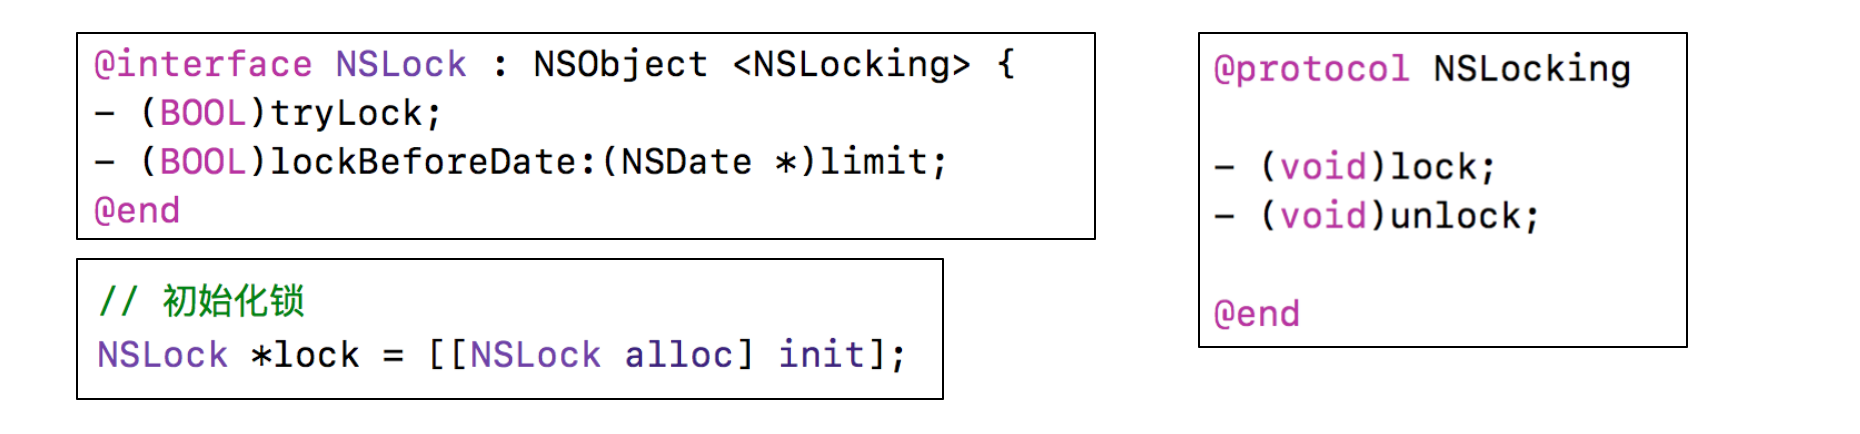 @interface NSLock : NSObject <NSLocking> {
- (BOOL)tryLock;
- (BOOL)lockBeforeDate:(NSDate *)limit;
@end
// 初始化锁
NSLock *lock = [[NSLock alloc] init];
@protocol NSLocking
- (void)lock;
- (void)unlock;
@end